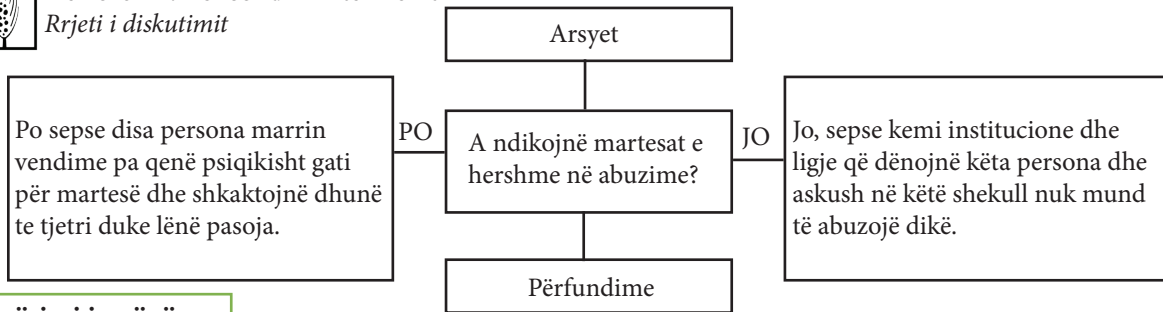 Rrjeti i diskutimit
Arsyet
Po sepse disa persona marrin
vendime pa qenë psiqikisht gati
për martesë dhe shkaktojnë dhunë
te tjetri duke lënë pasoja.
PO
A ndikojnë martesat e
hershme në abuzime?
JO
Jo, sepse kemi institucione dhe
ligje që dënojnë këta persona dhe
askush në këtë shekull nuk mund
të abuzojë dikë.
Përfundime